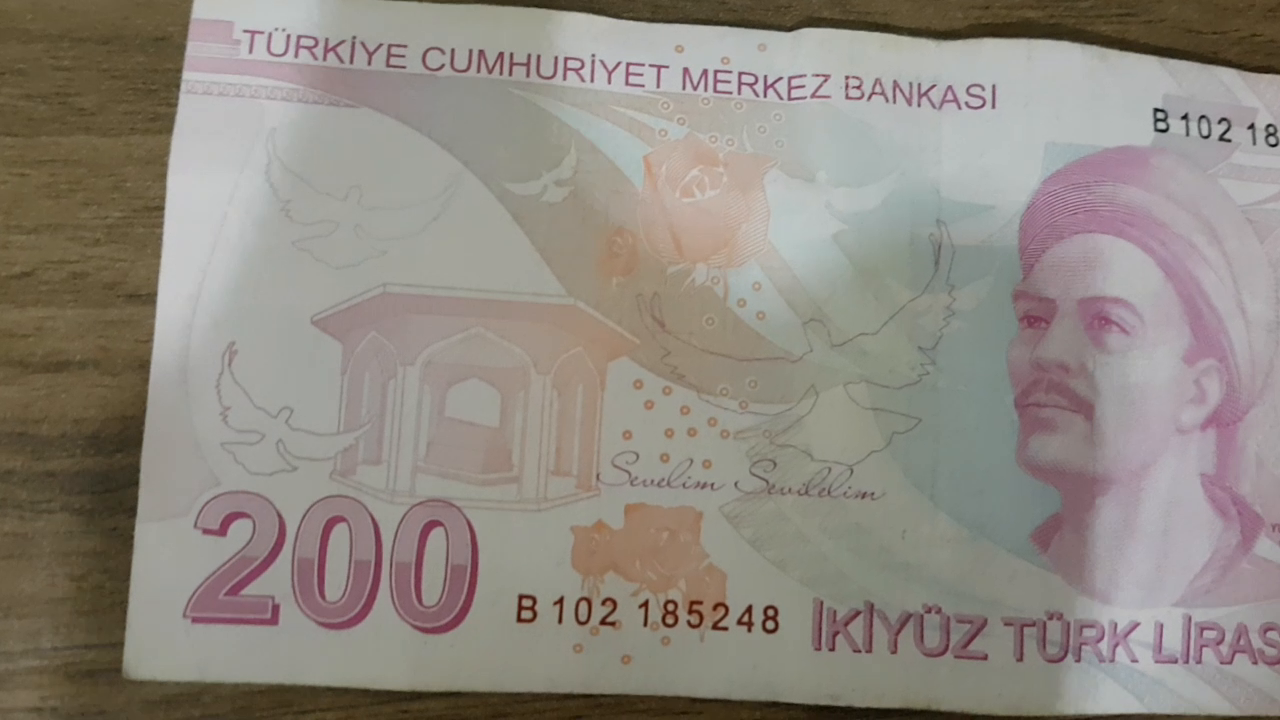 TÜRKİYE CUMHURİYET MERKEZ BANKASI
B 102 18
Sevelim Sevilelim
200
B 102 185248
İKİYÜZ TÜRK LİRAS